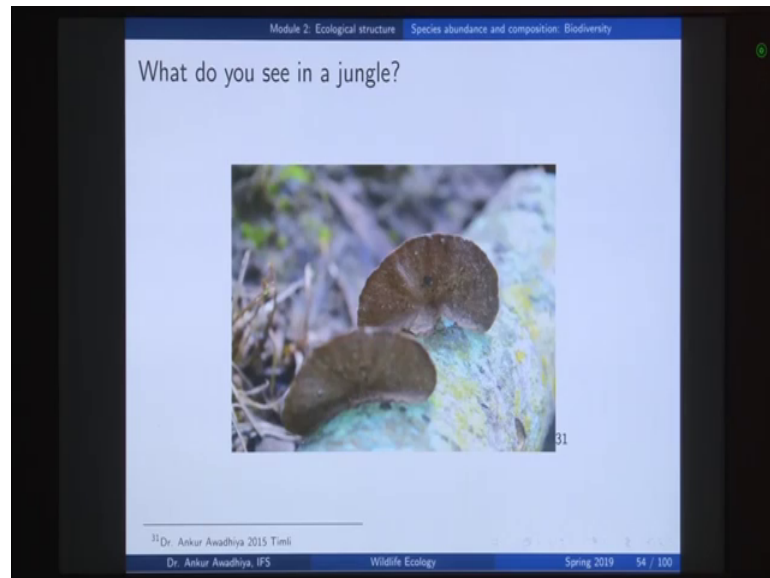 Module 2: Ecological structure Species abundance and composition: Biodiversity
What do you see in a jungle?
31
31Dr. Ankur Awadhiya 2015 Timli
Dr. Ankur Awadhiya, IFS Wildlife Ecology Spring 2019 54 / 100